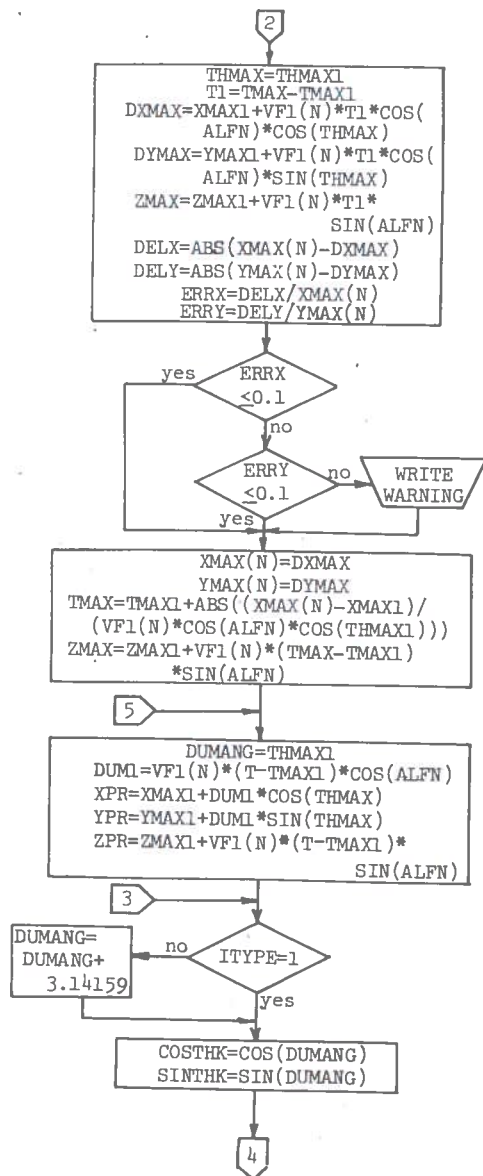 2
THMAX=THMAX1
T1=TMAX-TMAX1
DXMAX=XMAX1+VF1(N)*T1*COS(
ALFN)*COS(THMAX)
DYMAX=YMAX1+VF1(N)*T1*COS(
ALFN)*SIN(THMAX)
ZMAX=ZMAX1+VF1(N)*T1*
SIN(ALFN)
DELX=ABS(XMAX(N)-DXMAX)
DELY=ABS(YMAX(N)-DYMAX)
ERRX=DELX/XMAX(N)
ERRY=DELY/YMAX(N)
yes
ERRX
≤0.1
no
ERRY
≤0.1
no
WRITE
WARNING
yes
XMAX(N)=DXMAX
YMAX(N)=DYMAX
TMAX=TMAX1+ABS((XMAX(N)-XMAX1)/
(VF1(N)*COS(ALFN)*COS(THMAX1)))
ZMAX=ZMAX1+VF1(N)*(TMAX-TMAX1)
*SIN(ALFN)
5
DUMANG=THMAX1
DUM1=VF1(N)*(T-TMAX1)*COS(ALFN)
XPR=XMAX1+DUM1*COS(THMAX)
YPR=YMAX1+DUM1*SIN(THMAX)
ZPR=ZMAX1+VF1(N)*(T-TMAX1)*
SIN(ALFN)
3
DUMANG=
DUMANG+
3.14159
no
ITYPE=1
yes
COSTHK=COS(DUMANG)
SINTHK=SIN(DUMANG)
4